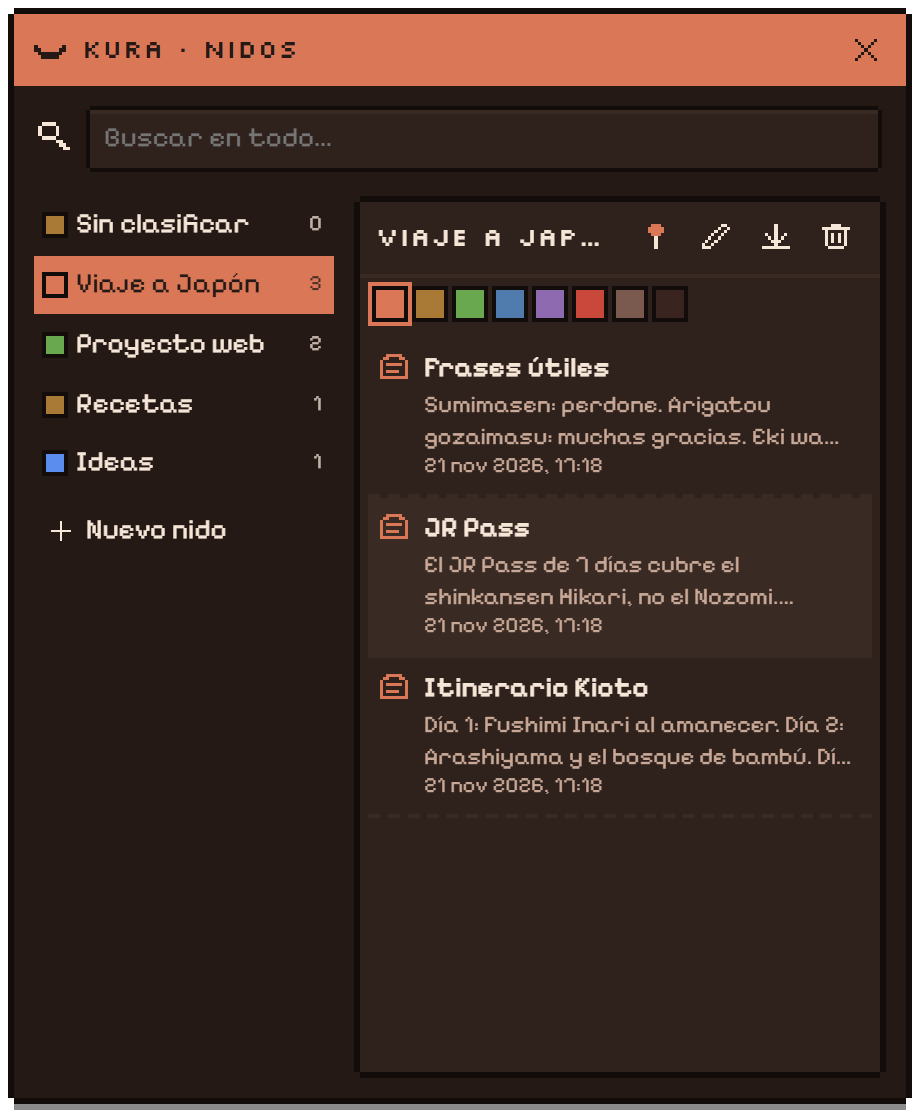 KURA · NIDOS
Buscar en todo...
Sin clasificar 0
Viaje a Japón 3
Proyecto web 2
Recetas 1
Ideas 1
Nuevo nido
VIAJE A JAP...
Frases útiles
Sumimasen: perdone. Arigatou
gozaimasu: muchas gracias. Eki wa...
21 nov 2026, 17:18
JR Pass
El JR Pass de 7 días cubre el
shinkansen Hikari, no el Nozomi....
21 nov 2026, 17:18
Itinerario Kioto
Día 1: Fushimi Inari al amanecer. Día 2:
Arashiyama y el bosque de bambú. Dí...
21 nov 2026, 17:18